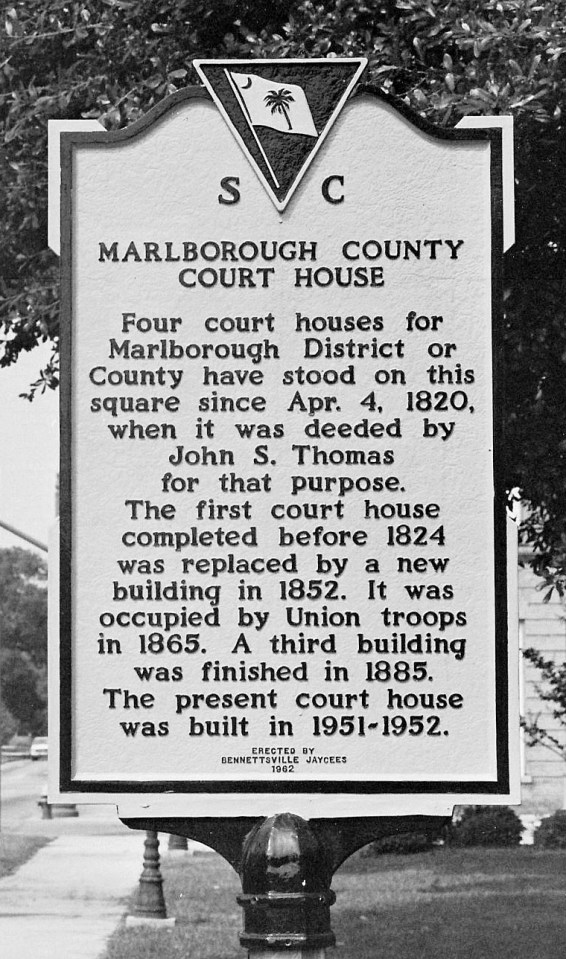 S C
MARLBOROUGH COUNTY
COURT HOUSE
Four court houses for
Marlborough District or
County have stood on this
square since Apr. 4, 1820,
when it was deeded by
John S. Thomas
for that purpose.
The first court house
completed before 1824
was replaced by a new
building in 1852. It was
occupied by Union troops
in 1865. A third building
was finished in 1885.
The present court house
was built in 1951-1952.
ERECTED BY
BENNETTSVILLE JAYCEES
1962